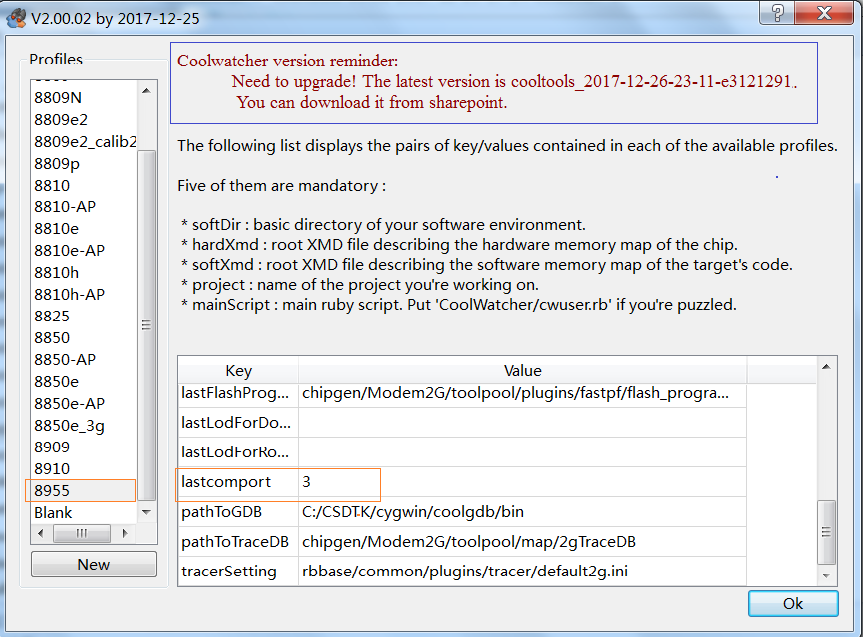 V2.00.02 by 2017-12-25
Profiles
8809N
8809e2
8809e2_calib2
8809p
8810
8810-AP
8810e
8810e-AP
8810h
8810h-AP
8825
8850
8850-AP
8850e
8850e-AP
8850e_3g
8909
8910
8955
Blank
New
Coolwatcher version reminder:
Need to upgrade! The latest version is cooltools_2017-12-26-23-11-e3121291.
You can download it from sharepoint.
The following list displays the pairs of key/values contained in each of the available profiles.
Five of them are mandatory :
* softDir : basic directory of your software environment.
* hardXmd : root XMD file describing the hardware memory map of the chip.
* softXmd : root XMD file describing the software memory map of the target's code.
* project : name of the project you're working on.
* mainScript : main ruby script. Put 'CoolWatcher/cwuser.rb' if you're puzzled.
Key Value
lastFlashProg... chipgen/Modem2G/toolpool/plugins/fastpf/flash_progra...
lastLodForDo...
lastLodForRo...
lastcomport 3
pathToGDB C:/CSDTK/cygwin/coolgdb/bin
pathToTraceDB chipgen/Modem2G/toolpool/map/2gTraceDB
tracerSetting rbbase/common/plugins/tracer/default2g.ini
Ok